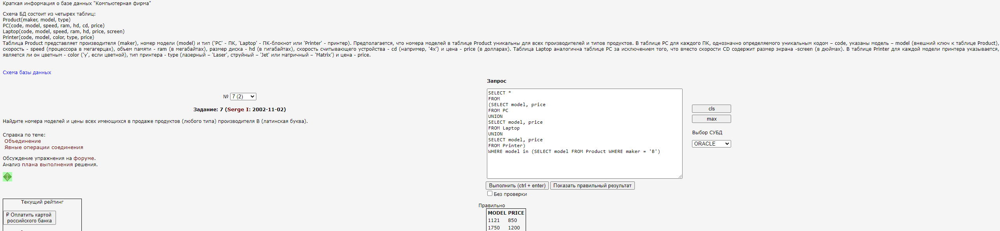 Краткая информация о базе данных "Компьютерная фирма"
Схема БД состоит из четырех таблиц:
Product(maker, model, type)
PC(code, model, speed, ram, hd, cd, price)
Laptop(code, model, speed, ram, hd, price, screen)
Printer(code, model, color, type, price)
Таблица Product представляет производителя (maker), номер модели (model) и тип ('PC' - ПК, 'Laptop' - ПК-блокнот или 'Printer' - принтер). Предполагается, что номера моделей в таблице Product уникальны для всех производителей и типов продуктов. В таблице PC для каждого ПК, однозначно определяемого уникальным кодом – code, указаны модель – model (внешний ключ к таблице Product),
скорость - speed (процессора в мегагерцах), объем памяти - ram (в мегабайтах), размер диска - hd (в гигабайтах), скорость считывающего устройства - cd (например, '4x') и цена - price (в долларах). Таблица Laptop аналогична таблице РС за исключением того, что вместо скорости CD содержит размер экрана -screen (в дюймах). В таблице Printer для каждой модели принтера указывается,
является ли он цветным - color ('y', если цветной), тип принтера - type (лазерный – 'Laser', струйный – 'Jet' или матричный – 'Matrix') и цена - price.
Схема базы данных
№ 7 (2)
Задание: 7 (Serge I: 2002-11-02)
Найдите номера моделей и цены всех имеющихся в продаже продуктов (любого типа) производителя B (латинская буква).
Справка по теме:
Объединение
Явные операции соединения
Обсуждение упражнения на форуме.
Анализ плана выполнения решения.
Текущий рейтинг
₽ Оплатить картой
российского банка
Запрос
SELECT *
FROM
(SELECT model, price
FROM PC
UNION
SELECT model, price
FROM Laptop
UNION
SELECT model, price
FROM Printer)
WHERE model in (SELECT model FROM Product WHERE maker = 'B')
cls
max
Выбор СУБД
ORACLE
Выполнить (ctrl + enter) Показать правильный результат
Без проверки
Правильно
MODEL PRICE
1121 850
1750 1200